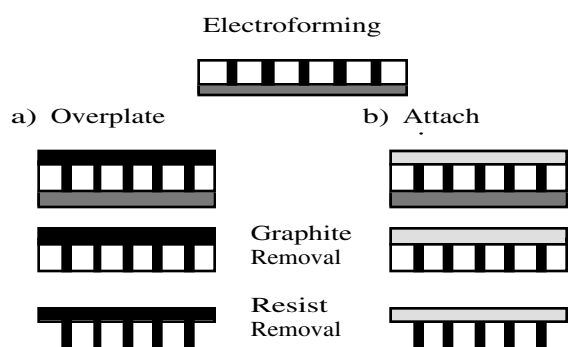 Electroforming
a) Overplate
b) Attach
Graphite
Removal
Resist
Removal